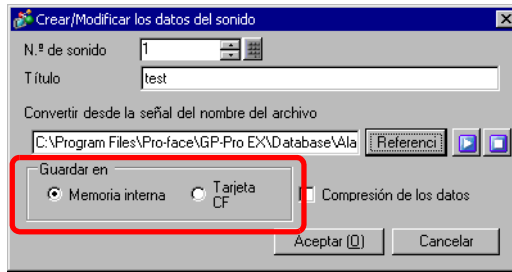 Crear/Modificar los datos del sonido
N.º de sonido 1
Título test
Convertir desde la señal del nombre del archivo
C:\Program Files\Pro-face\GP-Pro EX\Database\Ala Referenci
Guardar en
Memoria interna Tarjeta CF Compresión de los datos
Aceptar (O) Cancelar